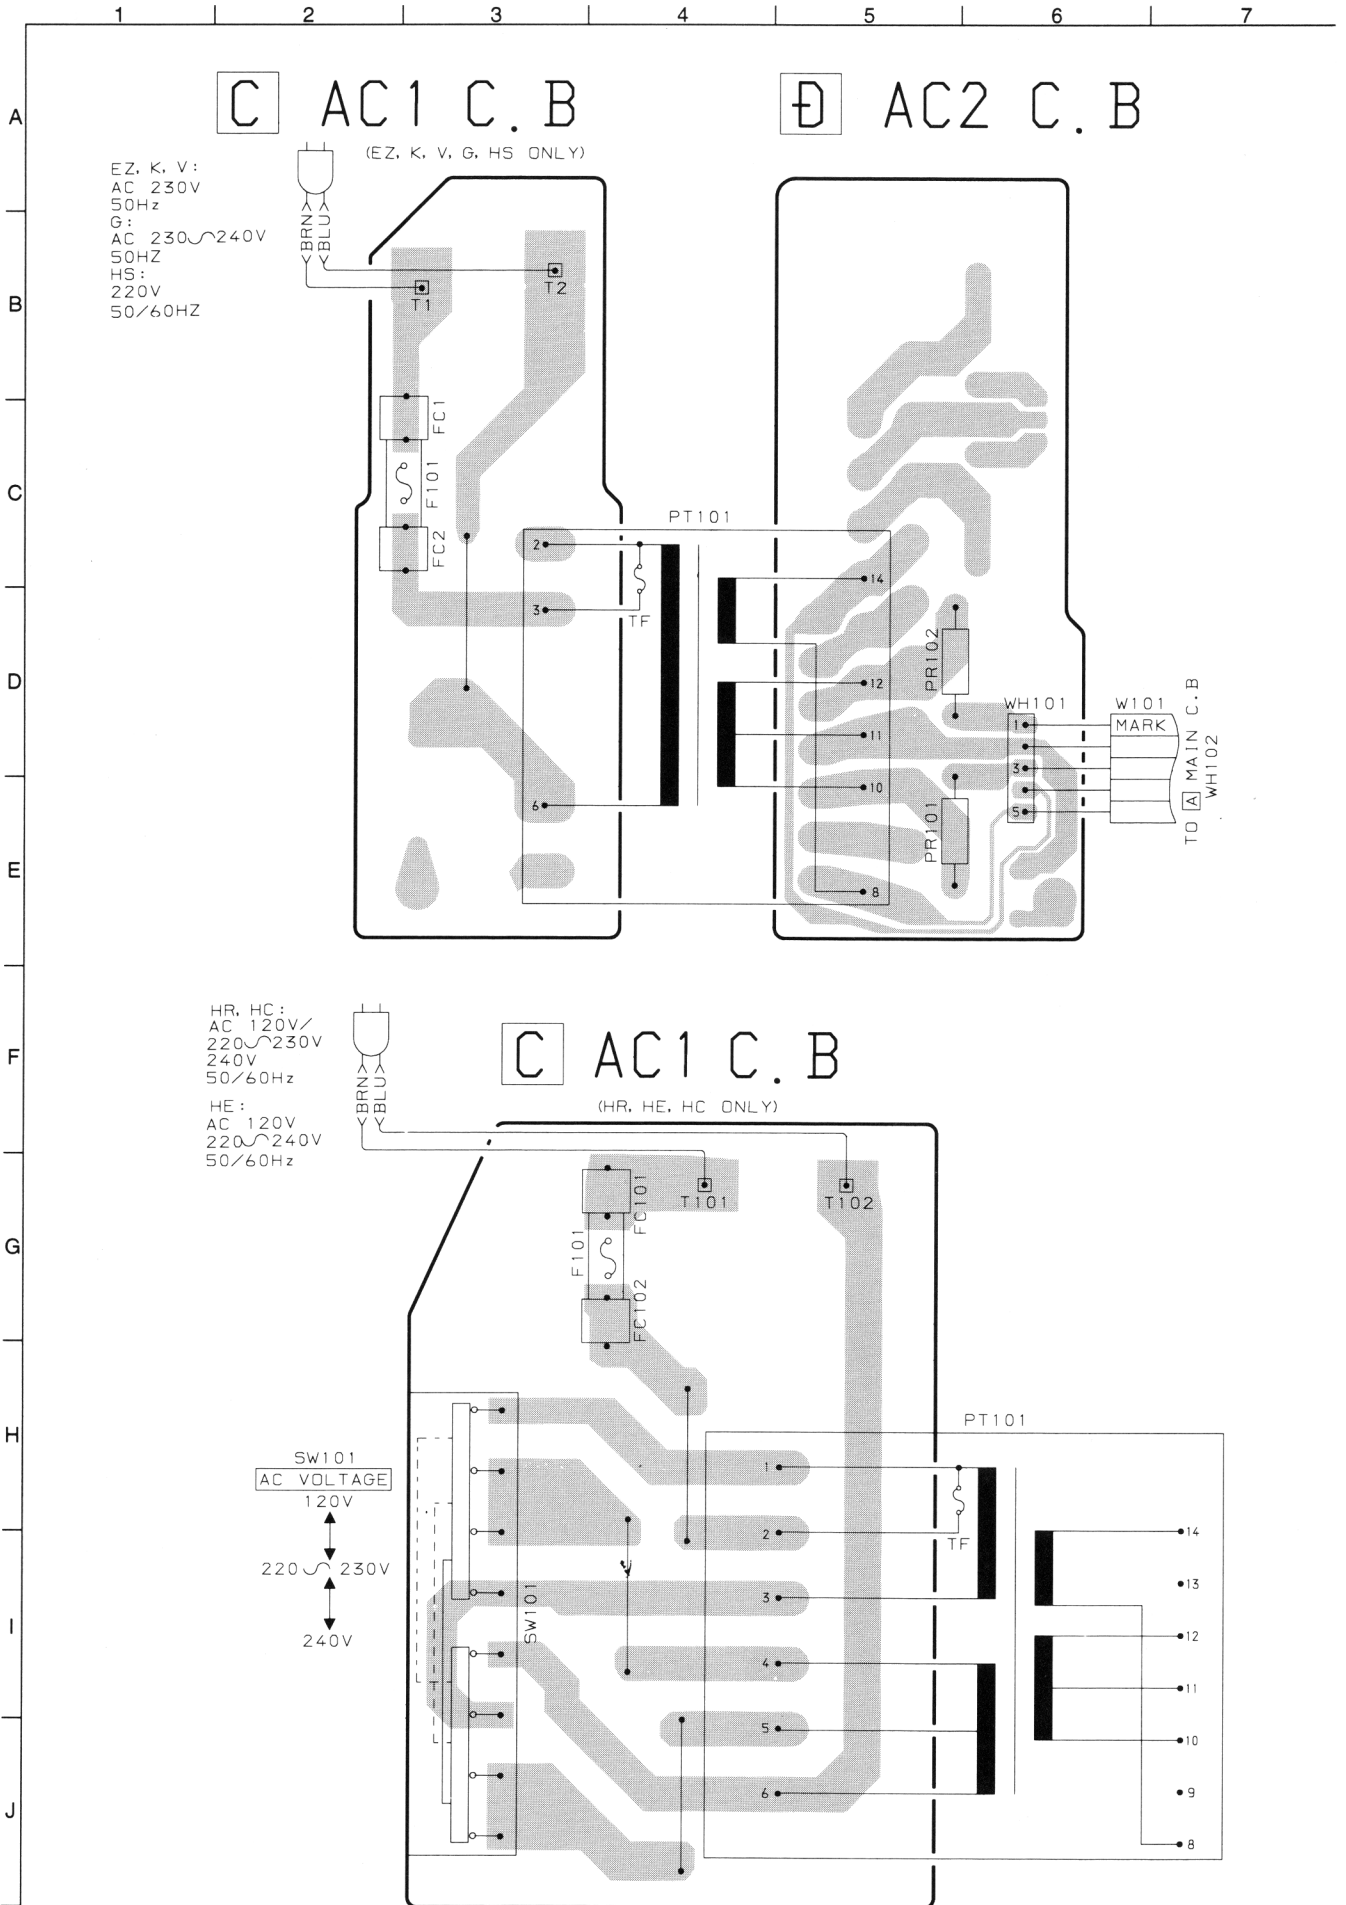 1 2 3 4 5 6 7
A
B
C
D
E
F
G
H
I
J
C AC1 C.B
(EZ, K, V, G, HS ONLY)
D AC2 C.B
EZ, K, V:
AC 230V
50Hz
G:
AC 230∽240V
50HZ
HS:
220V
50/60HZ
<BRN>
<BLU>
T1
T2
FC1
F101
FC2
PT101
2
3
6
TF
14
12
11
10
8
PR102
PR101
WH101
1
3
5
W101
MARK
TO A MAIN C.B
WH102
HR, HC:
AC 120V/
220∽230V
240V
50/60Hz
HE:
AC 120V
220∽240V
50/60Hz
<BRN>
<BLU>
C AC1 C.B
(HR, HE, HC ONLY)
T101
T102
FC101
F101
FC102
SW101
AC VOLTAGE
120V
220∽230V
240V
SW101
PT101
1
2
3
4
5
6
TF
14
13
12
11
10
9
8